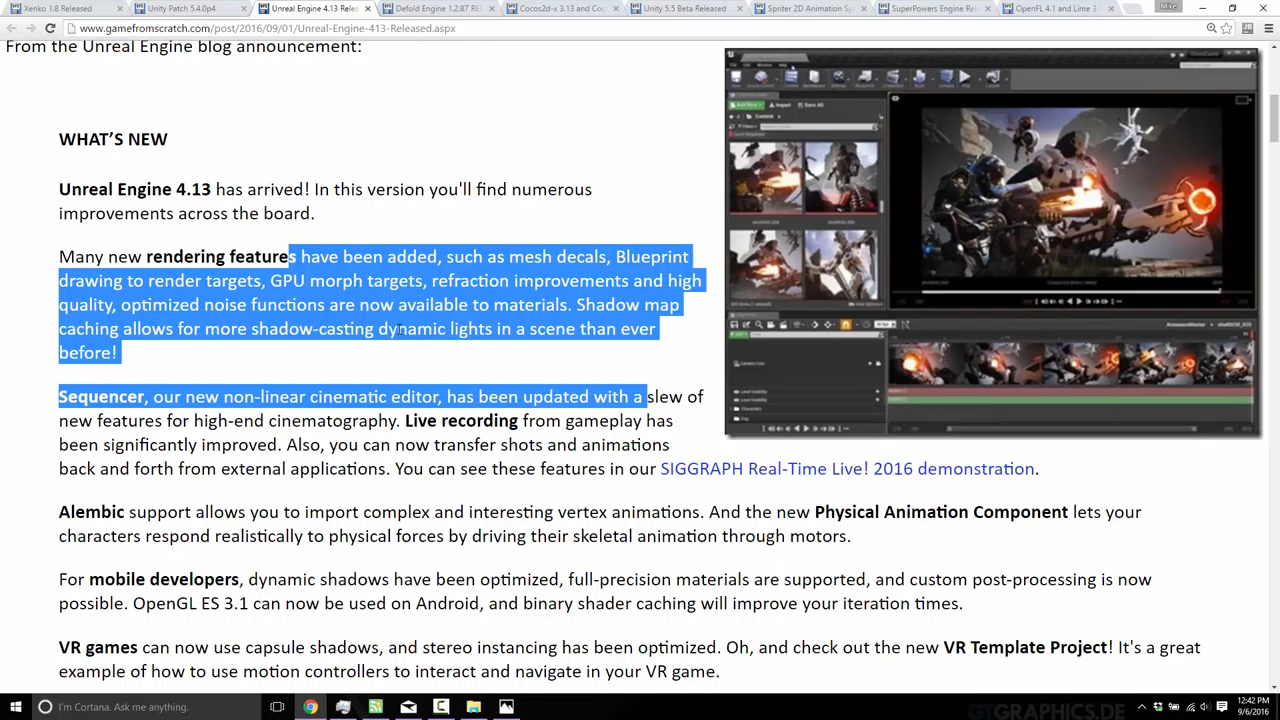 Xenko 1.8 Released
Unity Patch 5.4.0p4
Unreal Engine 4.13 Relea
Defold Engine 1.2.87 RE
Cocos2d-x 3.13 and Coc
Unity 5.5 Beta Released
Spriter 2D Animation Sy
SuperPowers Engine Rel
OpenFL 4.1 and Lime 3.
Mike
www.gamefromscratch.com/post/2016/09/01/Unreal-Engine-413-Released.aspx
From the Unreal Engine blog announcement:
WHAT'S NEW
Unreal Engine 4.13 has arrived! In this version you'll find numerous
improvements across the board.
Many new rendering features have been added, such as mesh decals, Blueprint
drawing to render targets, GPU morph targets, refraction improvements and high
quality, optimized noise functions are now available to materials. Shadow map
caching allows for more shadow-casting dynamic lights in a scene than ever
before!
Sequencer, our new non-linear cinematic editor, has been updated with a slew of
new features for high-end cinematography. Live recording from gameplay has
been significantly improved. Also, you can now transfer shots and animations
back and forth from external applications. You can see these features in our SIGGRAPH Real-Time Live! 2016 demonstration.
Alembic support allows you to import complex and interesting vertex animations. And the new Physical Animation Component lets your
characters respond realistically to physical forces by driving their skeletal animation through motors.
For mobile developers, dynamic shadows have been optimized, full-precision materials are supported, and custom post-processing is now
possible. OpenGL ES 3.1 can now be used on Android, and binary shader caching will improve your iteration times.
VR games can now use capsule shadows, and stereo instancing has been optimized. Oh, and check out the new VR Template Project! It's a great
example of how to use motion controllers to interact and navigate in your VR game.
Import
Save All
Content
I'm Cortana. Ask me anything.
12:42 PM
9/6/2016